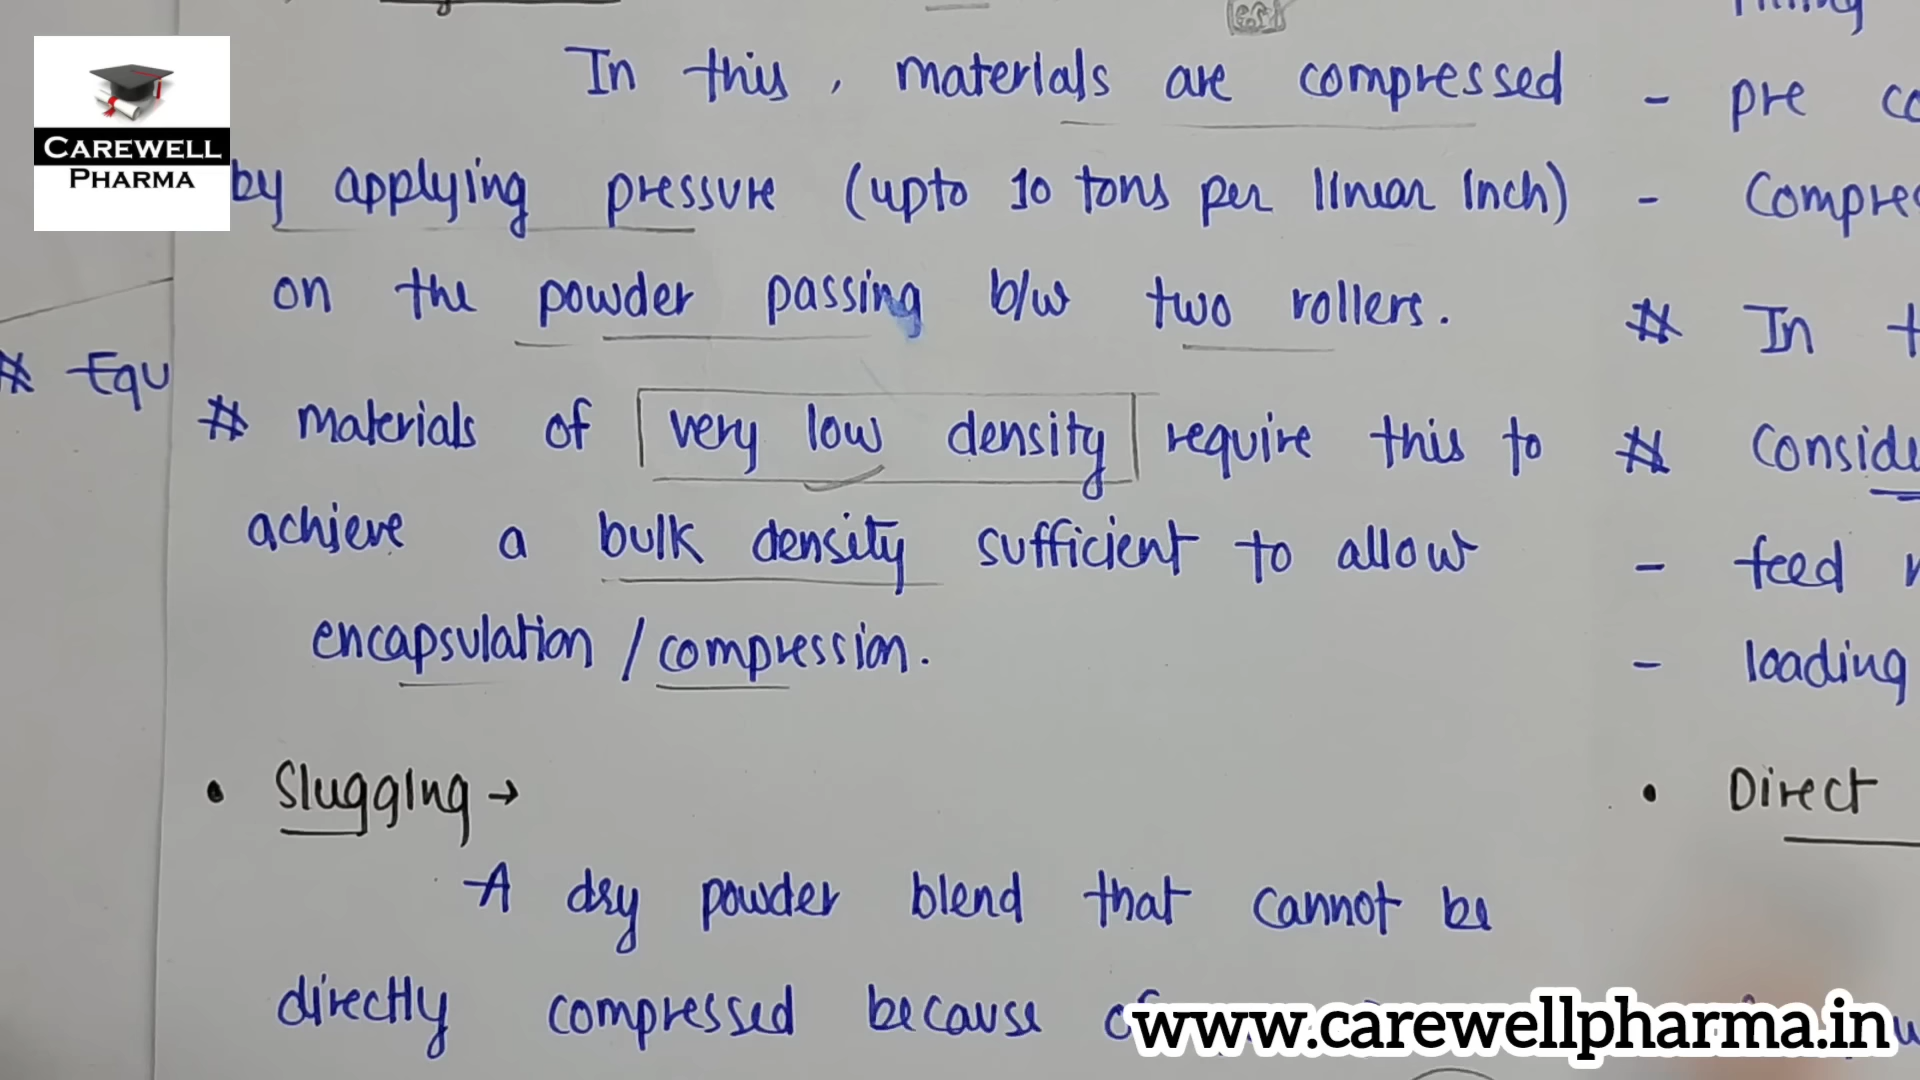 CAREWELL
PHARMA
In this, materials are compressed
by applying pressure (upto 10 tons per linear Inch)
on the powder passing b/w two rollers.
# materials of very low density require this to
achieve a bulk density sufficient to allow
encapsulation / compression.
• Slugging →
A dry powder blend that cannot be
directly compressed because of
# Equ
- pre co
- Compres
# In t
# Conside
- feed
- loading
• Direct
www.carewellpharma.in